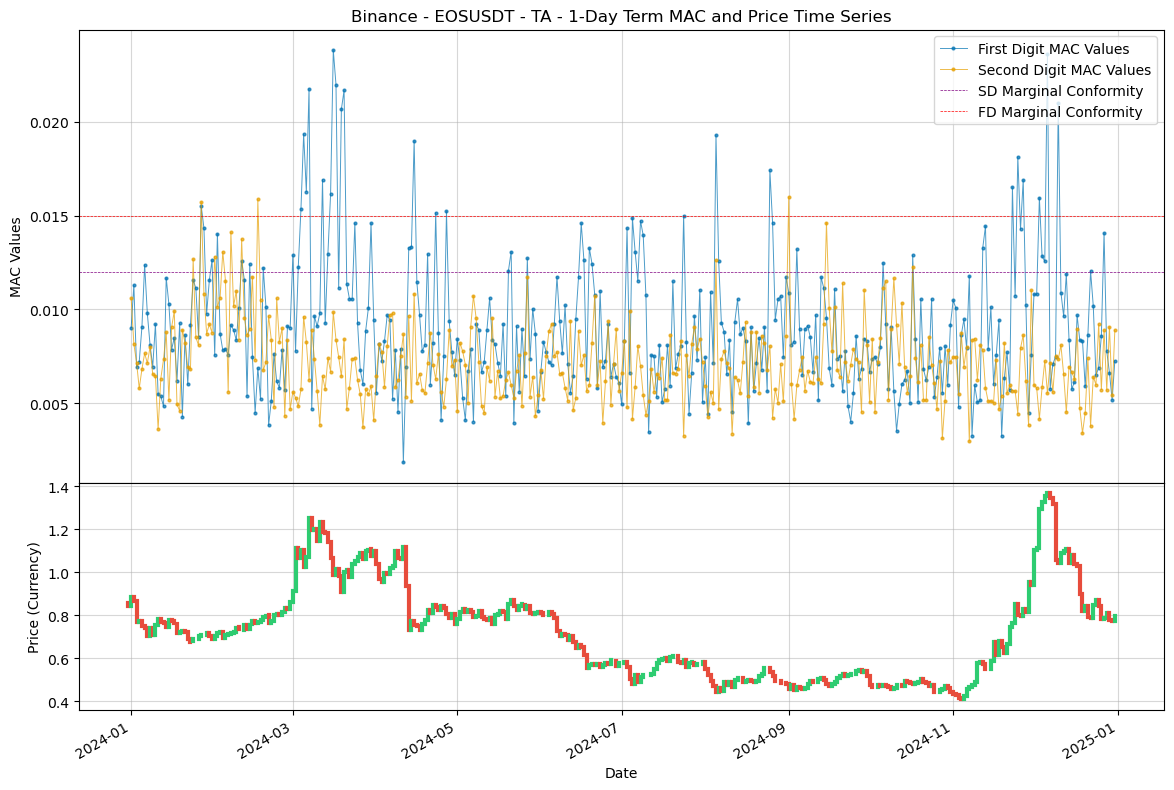 Binance - EOSUSDT - TA - 1-Day Term MAC and Price Time Series
First Digit MAC Values
Second Digit MAC Values
SD Marginal Conformity
FD Marginal Conformity
MAC Values
0.020
0.015
0.010
0.005
Price (Currency)
1.4
1.2
1.0
0.8
0.6
0.4
2024-01
2024-03
2024-05
2024-07
2024-09
2024-11
2025-01
Date